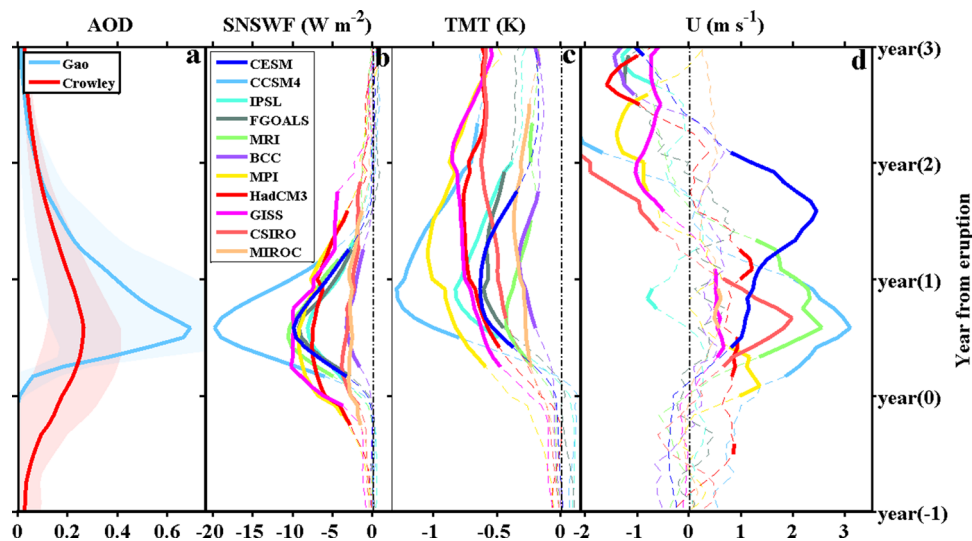 AOD
SNSWF (W m⁻²)
TMT (K)
U (m s⁻¹)
a
b
c
d
Gao
Crowley
CESM
CCSM4
IPSL
FGOALS
MRI
BCC
MPI
HadCM3
GISS
CSIRO
MIROC
year(3)
year(2)
year(1)
year(0)
year(-1)
Year from eruption
0 0.2 0.4 0.6
-20 -15 -10 -5 0
-1 -0.5 0
-2 -1 0 1 2 3